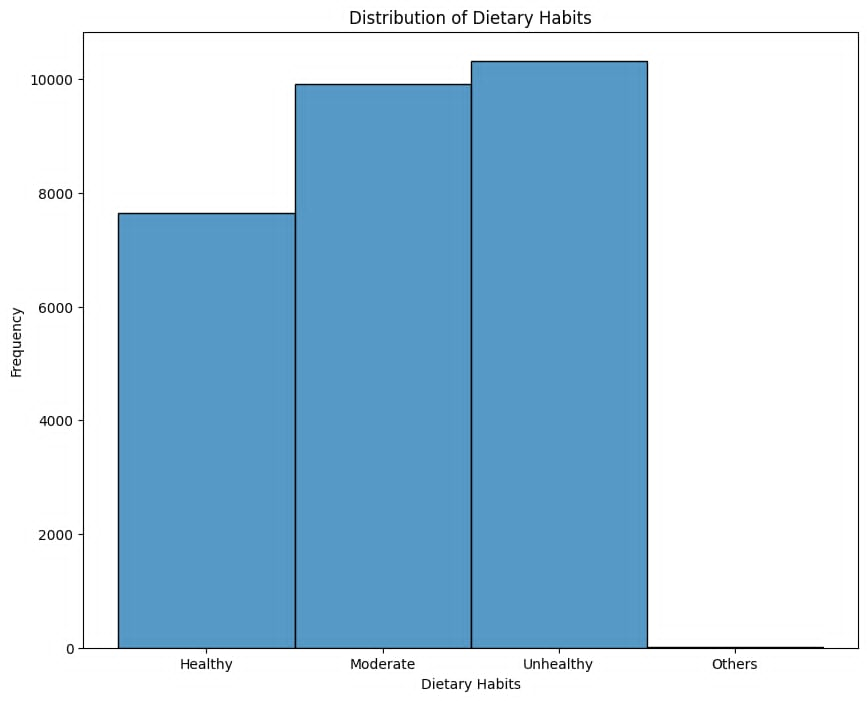 Distribution of Dietary Habits
10000
8000
6000
4000
2000
0
Frequency
Healthy Moderate Unhealthy Others
Dietary Habits